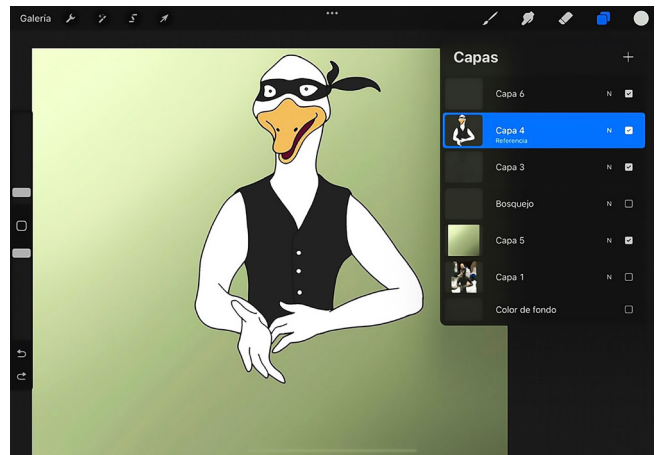 Galería
Capas
Capa 6 N
Capa 4 N
Referencia
Capa 3 N
Bosquejo N
Capa 5 N
Capa 1 N
Color de fondo